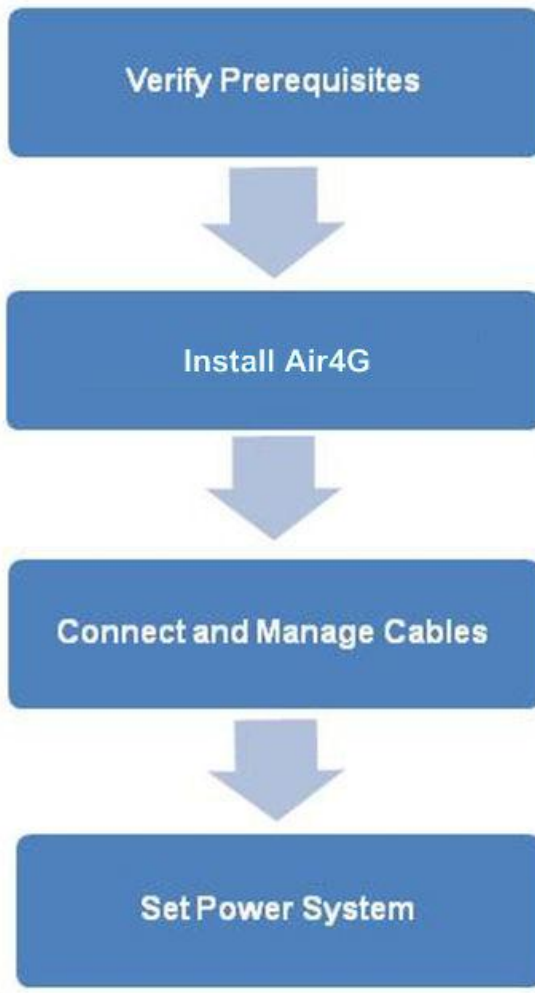 Verify Prerequisites
Install Air4G
Connect and Manage Cables
Set Power System